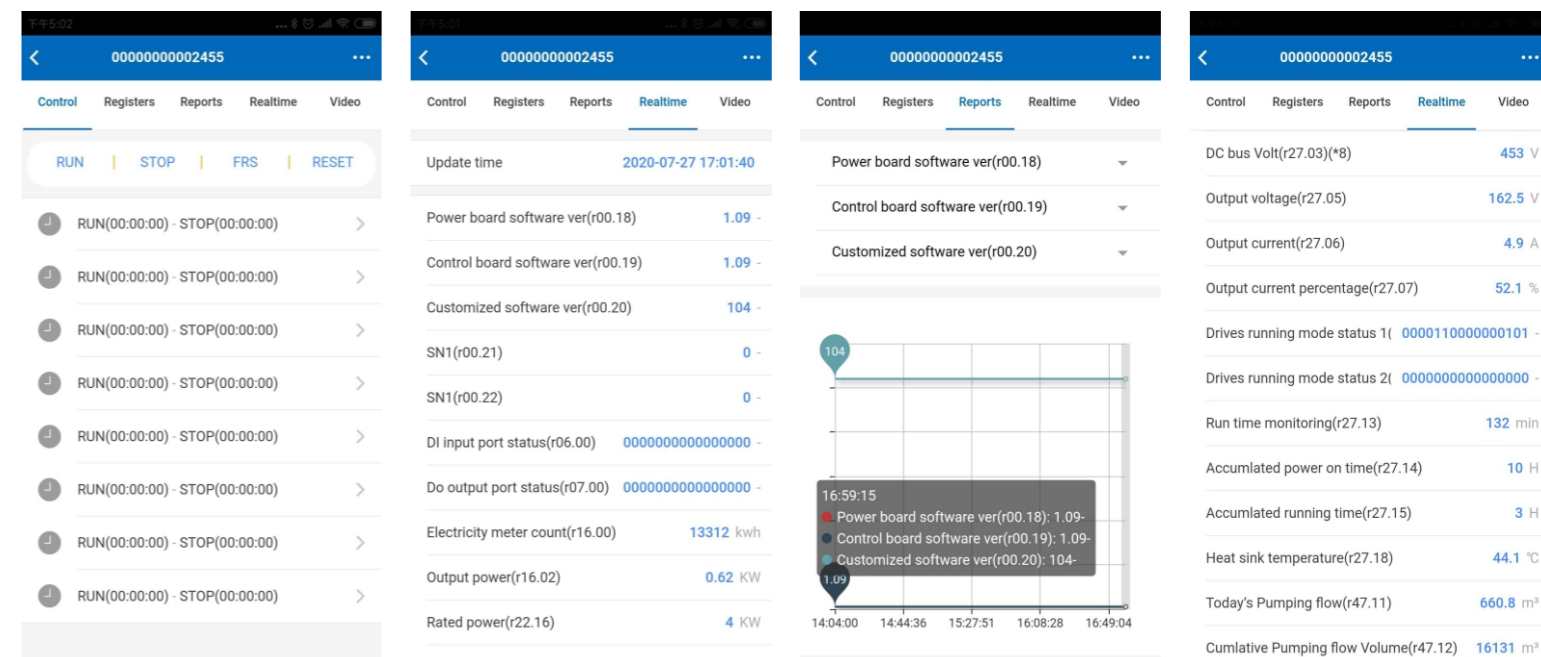 下午5:02
00000000002455
Control Registers Reports Realtime Video
RUN | STOP | FRS | RESET
RUN(00:00:00) - STOP(00:00:00)
RUN(00:00:00) - STOP(00:00:00)
RUN(00:00:00) - STOP(00:00:00)
RUN(00:00:00) - STOP(00:00:00)
RUN(00:00:00) - STOP(00:00:00)
RUN(00:00:00) - STOP(00:00:00)
RUN(00:00:00) - STOP(00:00:00)
RUN(00:00:00) - STOP(00:00:00)
下午5:01
00000000002455
Control Registers Reports Realtime Video
Update time 2020-07-27 17:01:40
Power board software ver(r00.18) 1.09 -
Control board software ver(r00.19) 1.09 -
Customized software ver(r00.20) 104 -
SN1(r00.21) 0 -
SN1(r00.22) 0 -
DI input port status(r06.00) 0000000000000000 -
Do output port status(r07.00) 0000000000000000 -
Electricity meter count(r16.00) 13312 kwh
Output power(r16.02) 0.62 KW
Rated power(r22.16) 4 KW
00000000002455
Control Registers Reports Realtime Video
Power board software ver(r00.18)
Control board software ver(r00.19)
Customized software ver(r00.20)
104
16:59:15
Power board software ver(r00.18): 1.09-
Control board software ver(r00.19): 1.09-
Customized software ver(r00.20): 104-
1.09
14:04:00 14:44:36 15:27:51 16:08:28 16:49:04
00000000002455
Control Registers Reports Realtime Video
DC bus Volt(r27.03)(*8) 453 V
Output voltage(r27.05) 162.5 V
Output current(r27.06) 4.9 A
Output current percentage(r27.07) 52.1 %
Drives running mode status 1( 0000110000000101 -
Drives running mode status 2( 0000000000000000 -
Run time monitoring(r27.13) 132 min
Accumlated power on time(r27.14) 10 H
Accumlated running time(r27.15) 3 H
Heat sink temperature(r27.18) 44.1 ℃
Today's Pumping flow(r47.11) 660.8 m³
Cumlative Pumping flow Volume(r47.12) 16131 m³